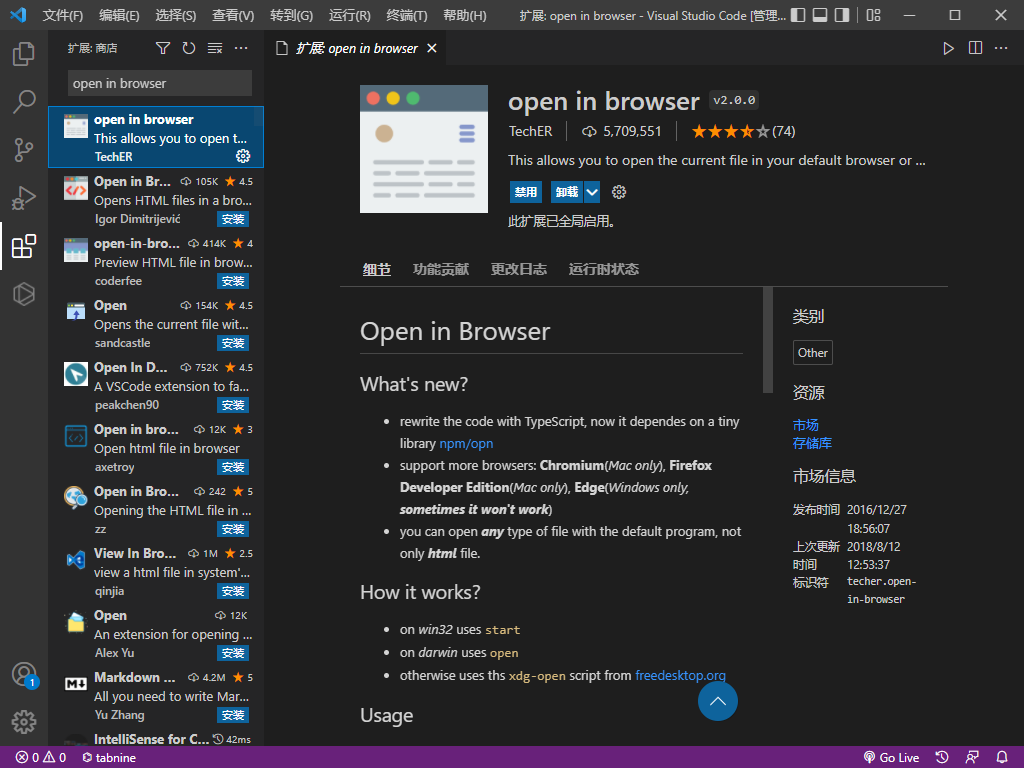 文件(F) 编辑(E) 选择(S) 查看(V) 转到(G) 运行(R) 终端(T) 帮助(H) 扩展: open in browser - Visual Studio Code [管理...
扩展: 商店
扩展: open in browser
open in browser
open in browser
This allows you to open t...
TechER
Open in Br... 105K 4.5
Opens HTML files in a bro...
Igor Dimitrijević 安装
open-in-bro... 414K 4
Preview HTML file in brow...
coderfee 安装
Open 154K 4.5
Opens the current file wit...
sandcastle 安装
Open In D... 752K 4.5
A VSCode extension to fa...
peakchen90 安装
Open in bro... 12K 3
Open html file in browser
axetroy 安装
Open in Bro... 242 5
Opening the HTML file in ...
zz 安装
View In Bro... 1M 2.5
view a html file in system'...
qinjia 安装
Open 12K
An extension for opening ...
Alex Yu 安装
Markdown ... 4.2M 5
All you need to write Mar...
Yu Zhang 安装
IntelliSense for C... 42ms
open in browser v2.0.0
TechER 5,709,551 (74)
This allows you to open the current file in your default browser or ...
禁用 卸载
此扩展已全局启用。
细节 功能贡献 更改日志 运行时状态
Open in Browser
What's new?
• rewrite the code with TypeScript, now it dependes on a tiny
library npm/opn
• support more browsers: Chromium(Mac only), Firefox
Developer Edition(Mac only), Edge(Windows only,
sometimes it won't work)
• you can open any type of file with the default program, not
only html file.
How it works?
• on win32 uses start
• on darwin uses open
• otherwise uses ths xdg-open script from freedesktop.org
Usage
类别
Other
资源
市场
存储库
市场信息
发布时间 2016/12/27
18:56:07
上次更新 2018/8/12
时间 12:53:37
标识符 techer.open-
in-browser
1
0 0 tabnine Go Live